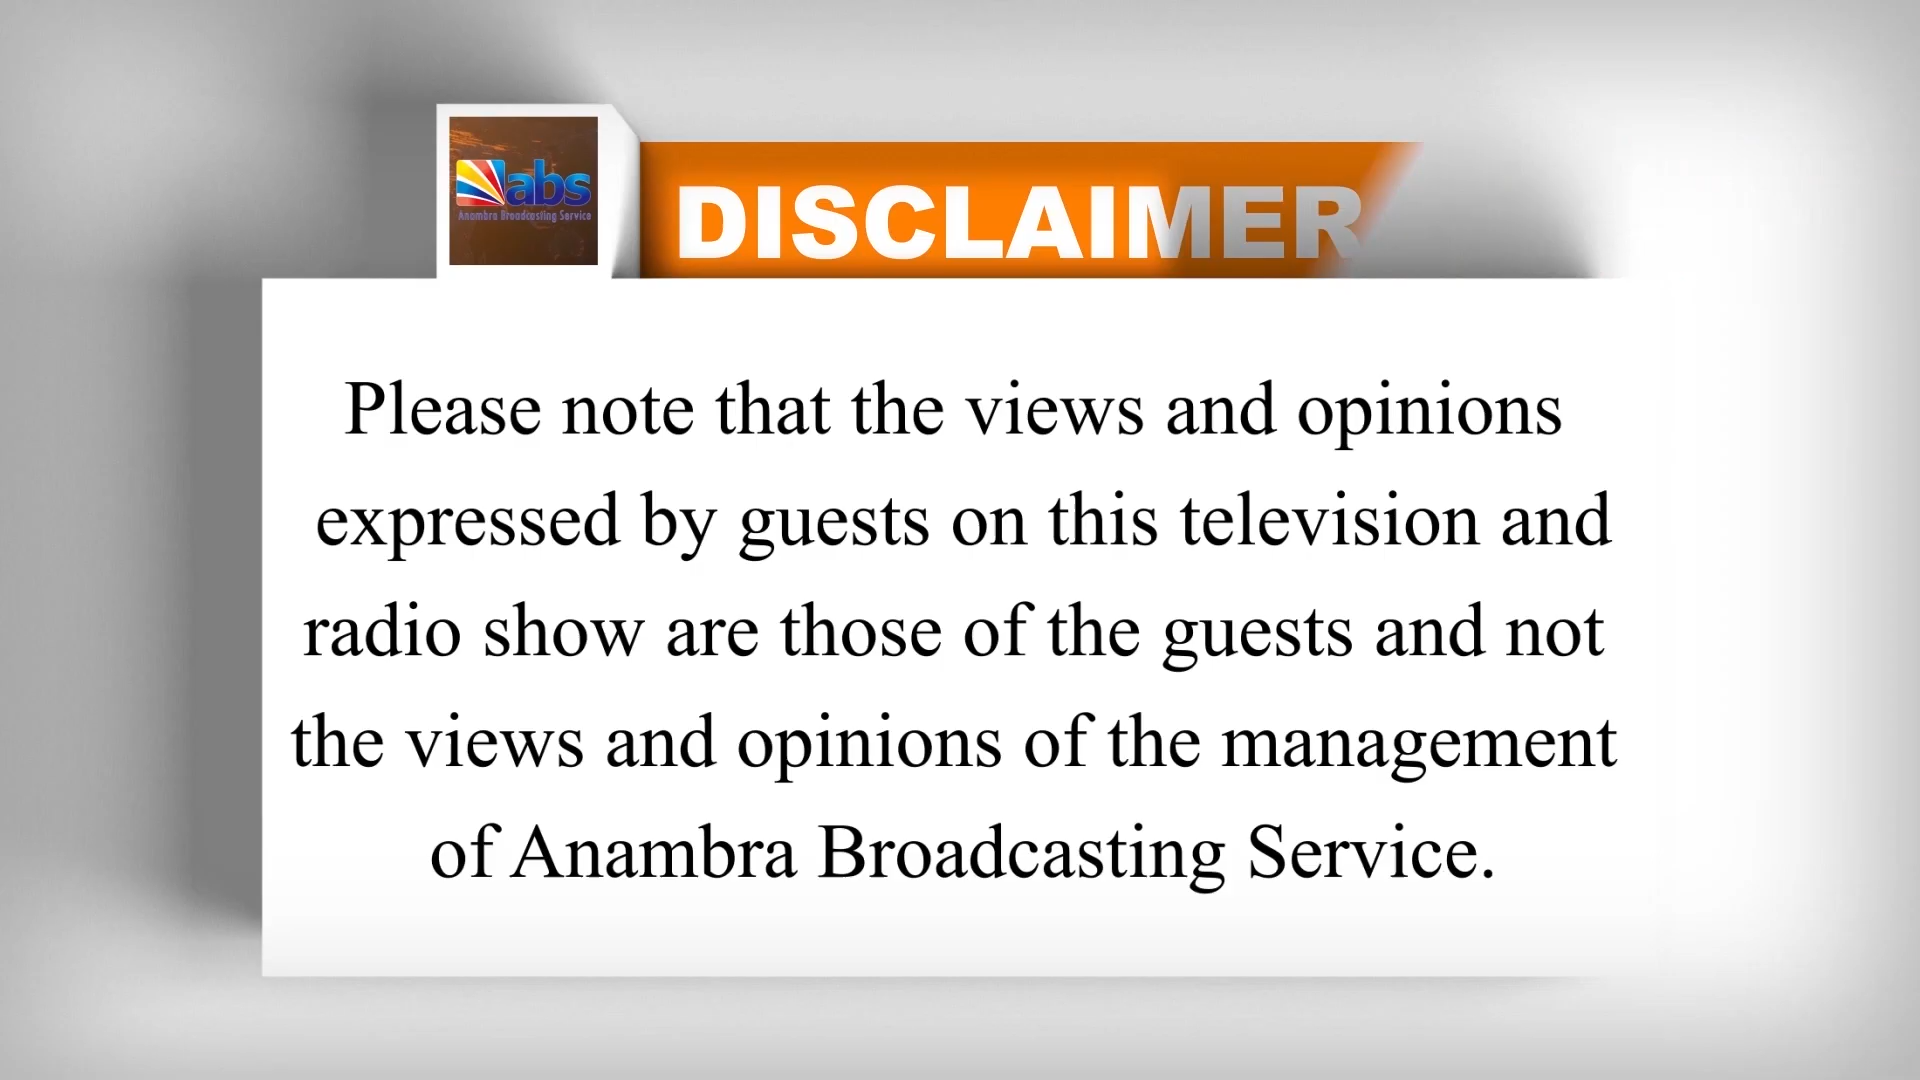 abs
Anambra Broadcasting Service
DISCLAIMER
Please note that the views and opinions
expressed by guests on this television and
radio show are those of the guests and not
the views and opinions of the management
of Anambra Broadcasting Service.